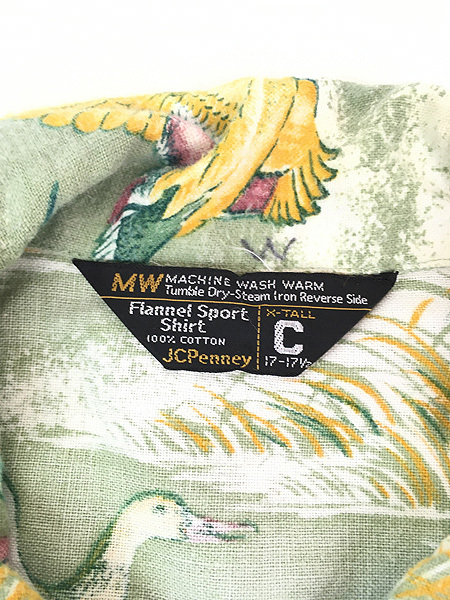 MW MACHINE WASH WARM
Tumble Dry-Steam Iron Reverse Side
Flannel Sport
Shirt
100% COTTON
JCPenney
X-TALL
C
17-17½